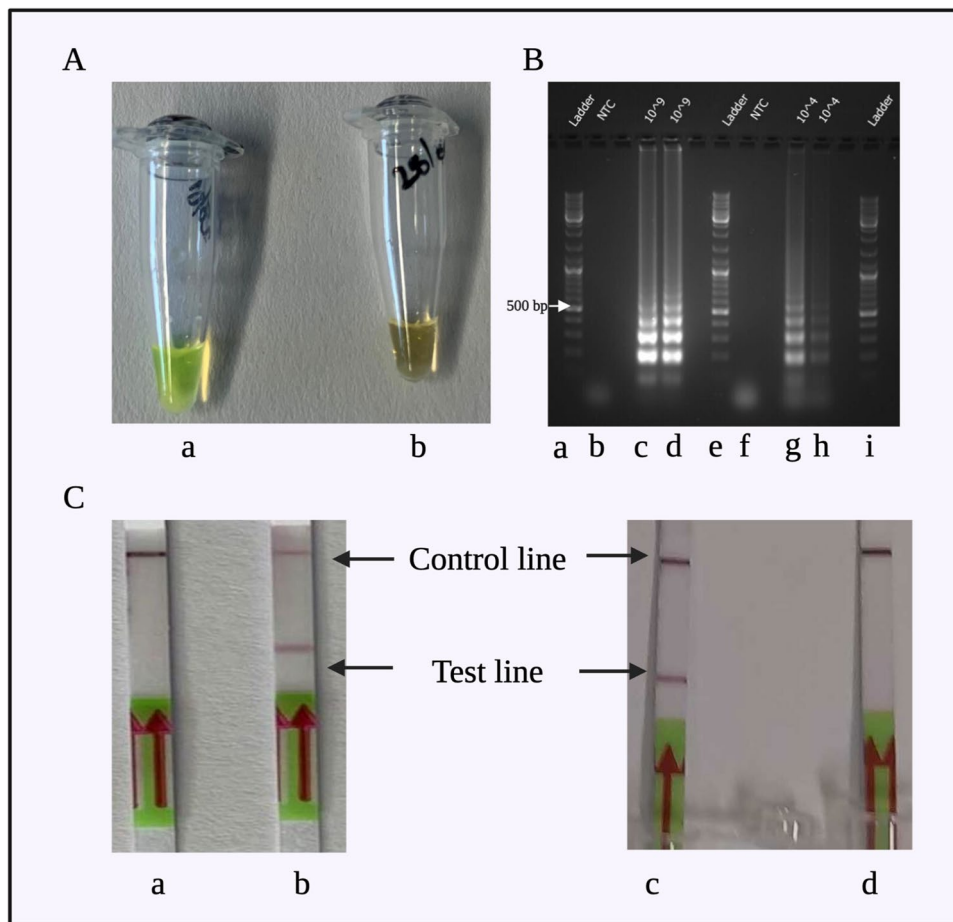 A
B
Ladder NTC 10^9 10^9 Ladder NTC 10^4 10^4 Ladder
500 bp
a b
a b c d e f g h i
C
Control line
Test line
a b c d